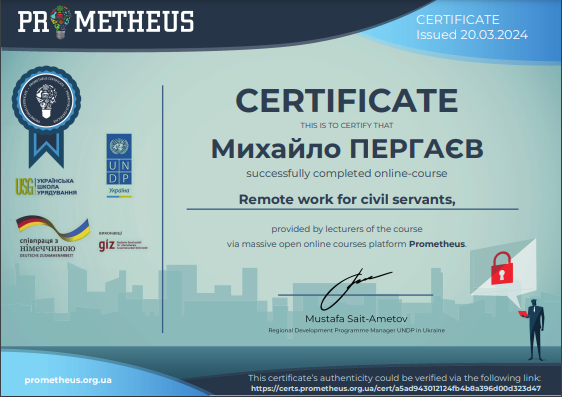 PROMETHEUS
CERTIFICATE
Issued 20.03.2024
CERTIFICATE
THIS IS TO CERTIFY THAT
Михайло ПЕРГАЄВ
successfully completed online-course
Remote work for civil servants,
provided by lecturers of the course
via massive open online courses platform Prometheus.
USG УКРАЇНСЬКА
ШКОЛА
УРЯДУВАННЯ
U N
D P
Україна
співпраця з
німеччиною
DEUTSCHE ZUSAMMENARBEIT
виконавці
giz
Mustafa Sait-Ametov
Regional Development Programme Manager UNDP in Ukraine
prometheus.org.ua
This certificate's authenticity could be verified via the following link:
https://certs.prometheus.org.ua/cert/a5ad943012124fb4b8a396d00d323d47